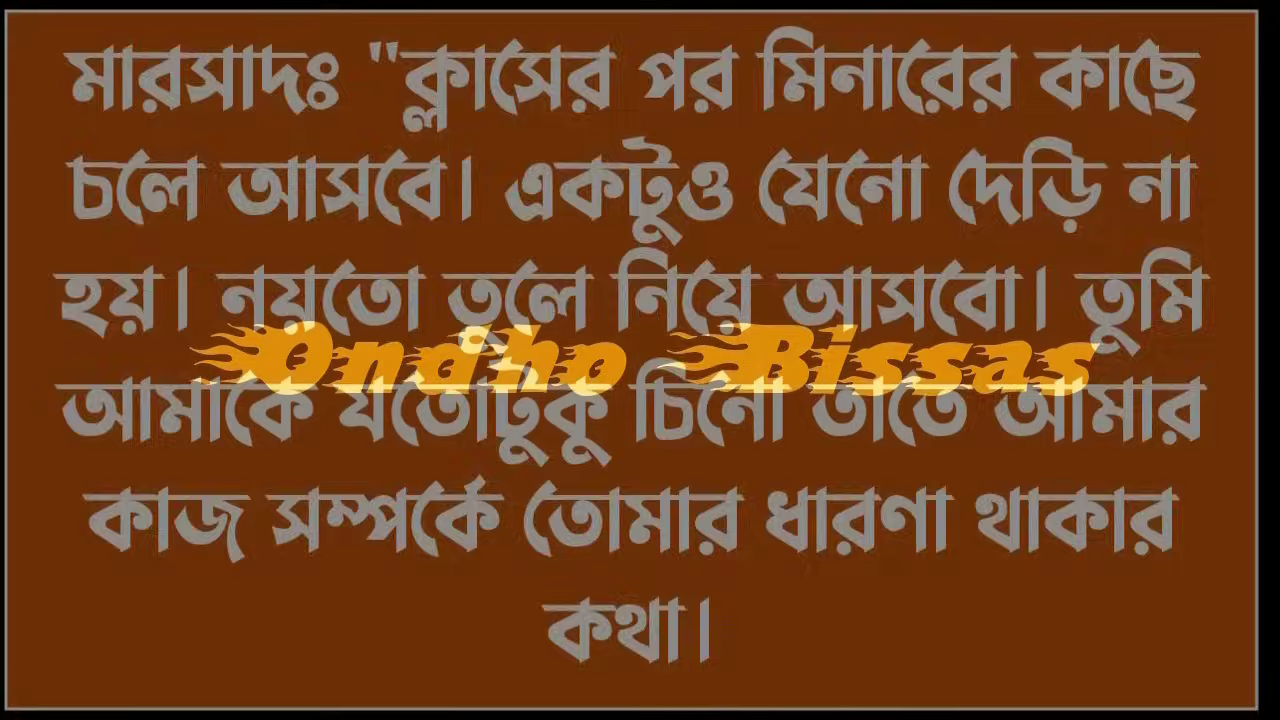 মারসাদঃ "ক্লাসের পর মিনারের কাছে
চলে আসবে। একটুও যেনো দেড়ি না
হয়। নয়তো তুলে নিয়ে আসবো। তুমি
Ondho Bissas
আমাকে যতোটুকু চিনো তাতে আমার
কাজ সম্পর্কে তোমার ধারণা থাকার
কথা।